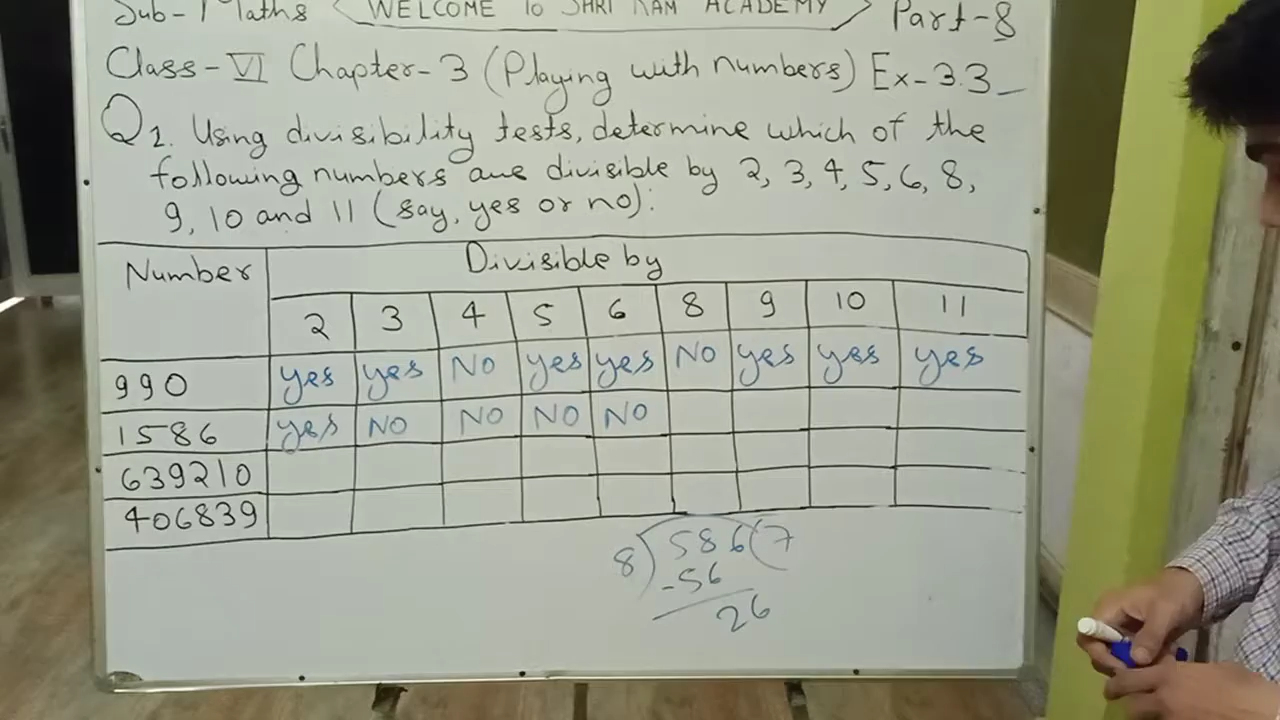 Sub-Maths WELCOME To SHRI RAM ACADEMY Part-8
Class-VI Chapter-3 (Playing with numbers) Ex-3.3
Q1. Using divisibility tests, determine which of the
following numbers are divisible by 2, 3, 4, 5, 6, 8,
9, 10 and 11 (say, yes or no):
Number Divisible by
2 3 4 5 6 8 9 10 11
990 yes yes NO yes yes NO yes yes yes
1586 yes NO NO NO NO
639210
406839
8) 586 (7
-56
26